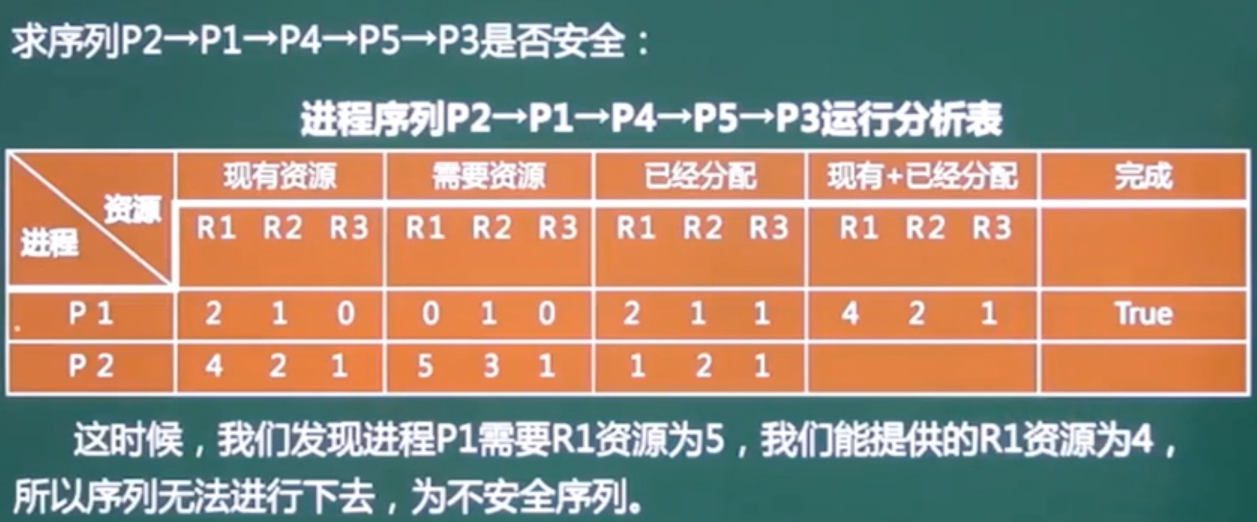 求序列P2→P1→P4→P5→P3是否安全：
进程序列P2→P1→P4→P5→P3运行分析表
资源 进程 现有资源 需要资源 已经分配 现有+已经分配 完成
R1 R2 R3 R1 R2 R3 R1 R2 R3 R1 R2 R3
P1 2 1 0 0 1 0 2 1 1 4 2 1 True
P2 4 2 1 5 3 1 1 2 1
这时候，我们发现进程P1需要R1资源为5，我们能提供的R1资源为4，
所以序列无法进行下去，为不安全序列。